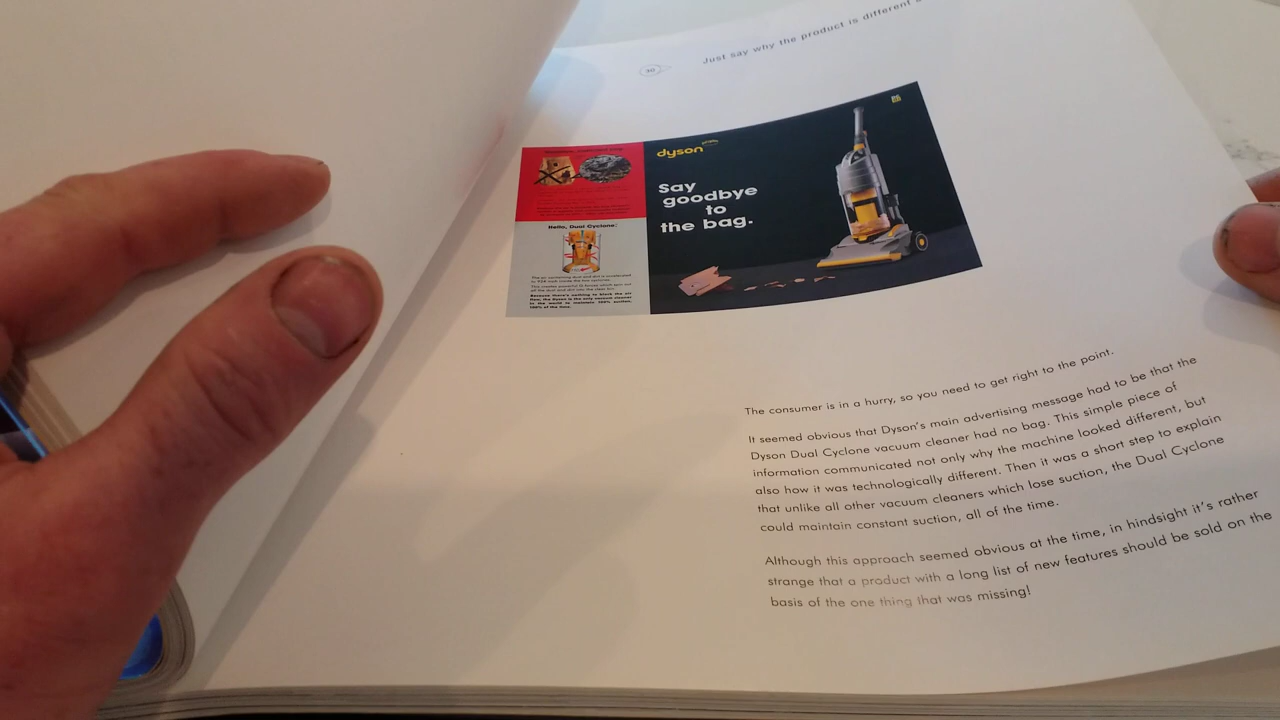 30
Just say why the product is different
dyson
Say
goodbye
to
the bag.
Hello, Dual Cyclone:
The consumer is in a hurry, so you need to get right to the point.
It seemed obvious that Dyson's main advertising message had to be that the
Dyson Dual Cyclone vacuum cleaner had no bag. This simple piece of
information communicated not only why the machine looked different, but
also how it was technologically different. Then it was a short step to explain
that unlike all other vacuum cleaners which lose suction, the Dual Cyclone
could maintain constant suction, all of the time.
Although this approach seemed obvious at the time, in hindsight it's rather
strange that a product with a long list of new features should be sold on the
basis of the one thing that was missing!